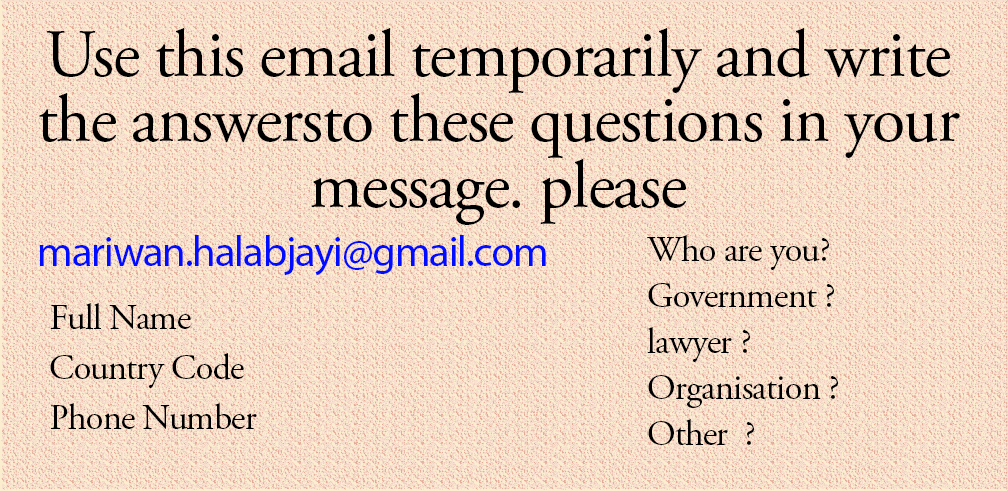 Use this email temporarily and write
the answersto these questions in your
message. please
mariwan.halabjayi@gmail.com
Full Name
Country Code
Phone Number
Who are you?
Government ?
lawyer ?
Organisation ?
Other ?